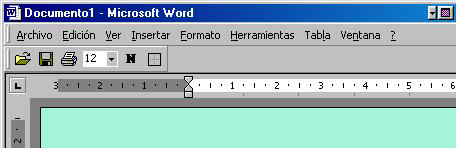 Documento1 - Microsoft Word
Archivo Edición Ver Insertar Formato Herramientas Tabla Ventana ?
12 N
L 3 2 1 1 2 3 4 5 6
1
2